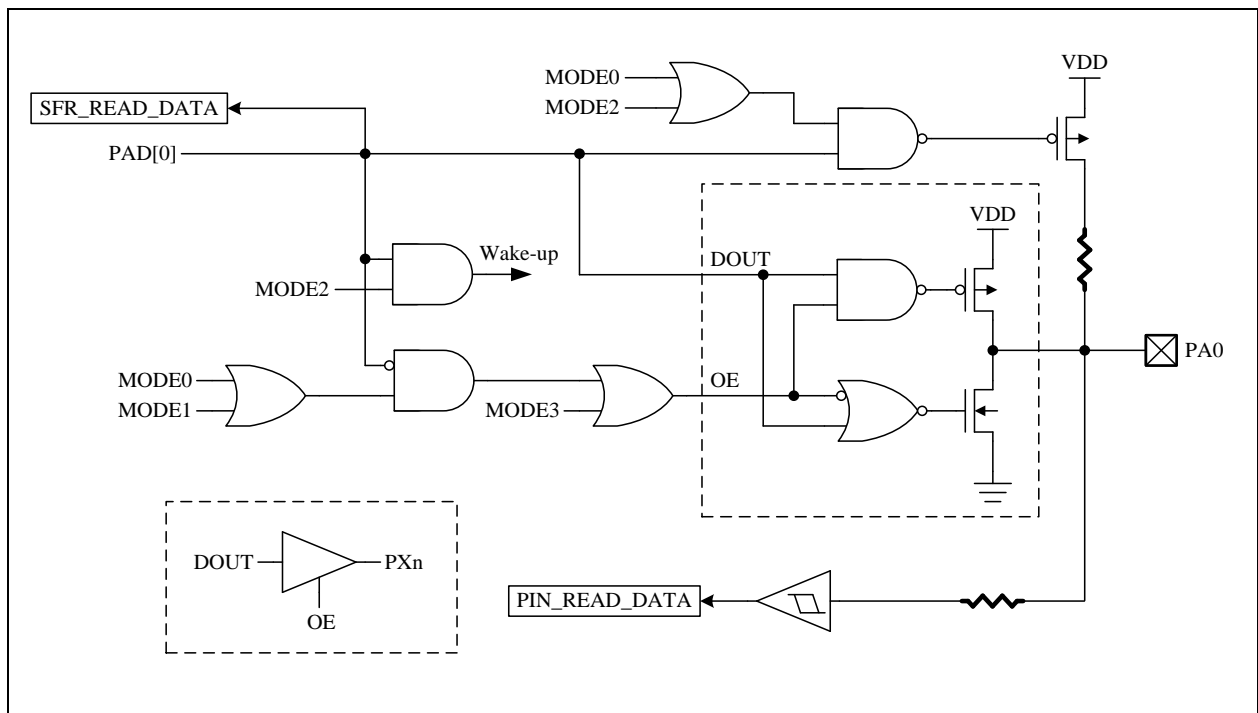 VDD
MODE0
MODE2
SFR_READ_DATA
PAD[0]
VDD
Wake-up
DOUT
MODE2
PA0
MODE0
MODE1
OE
MODE3
DOUT
PXn
OE
PIN_READ_DATA